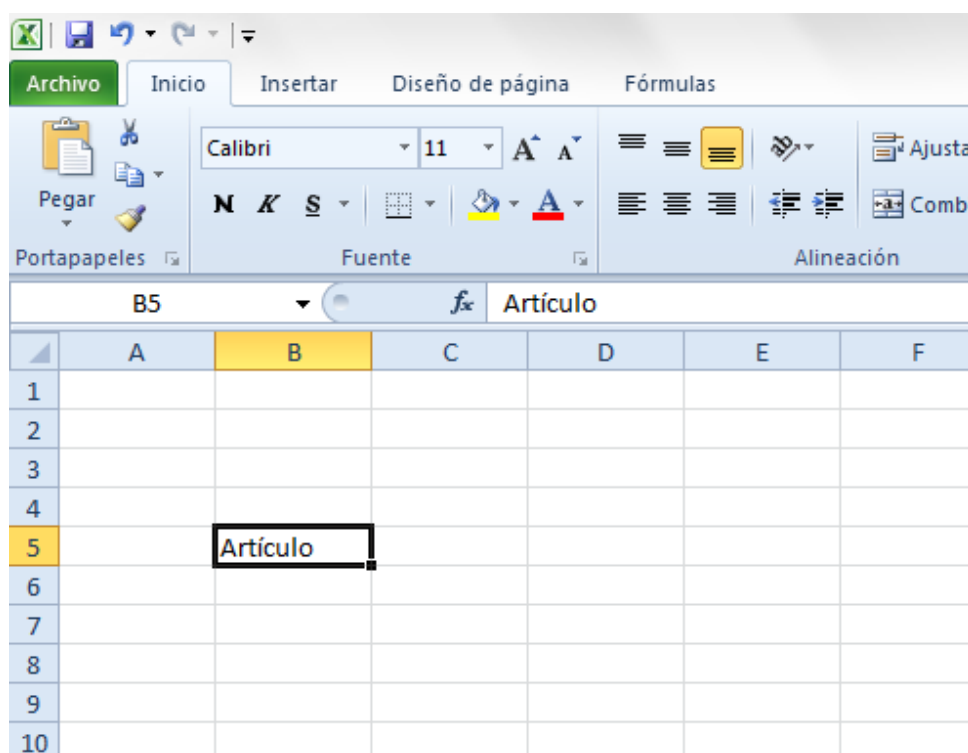 Archivo Inicio Insertar Diseño de página Fórmulas
Calibri 11 A A Ajusta
Pegar N K S A a Comb
Portapapeles Fuente Alineación
B5 fx Artículo
A B C D E F
1
2
3
4
5 Artículo
6
7
8
9
10